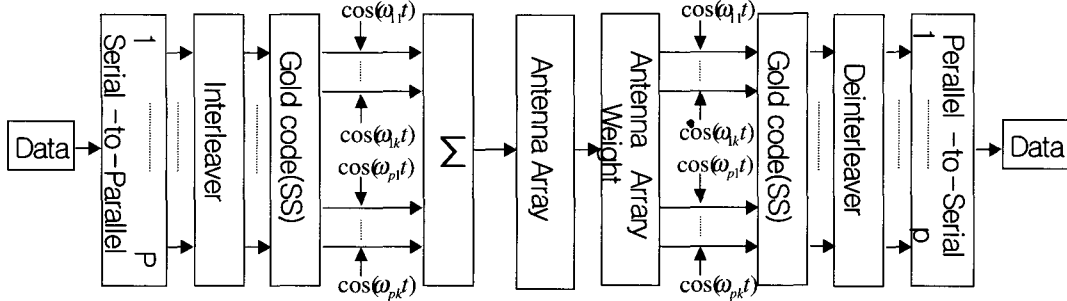 Data
1
Serial -to-Parallel
P
Interleaver
Gold code(SS)
cos(ω₁₁t)
cos(ω₁ₖt)
cos(ωₚ₁t)
cos(ωₚₖt)
Σ
Antenna Array
Antenna Arrary
Weight
cos(ω₁₁t)
cos(ω₁ₖt)
cos(ωₚ₁t)
cos(ωₚₖt)
Gold code(SS)
Deinterleaver
1
Perallel -to-Serial
p
Data